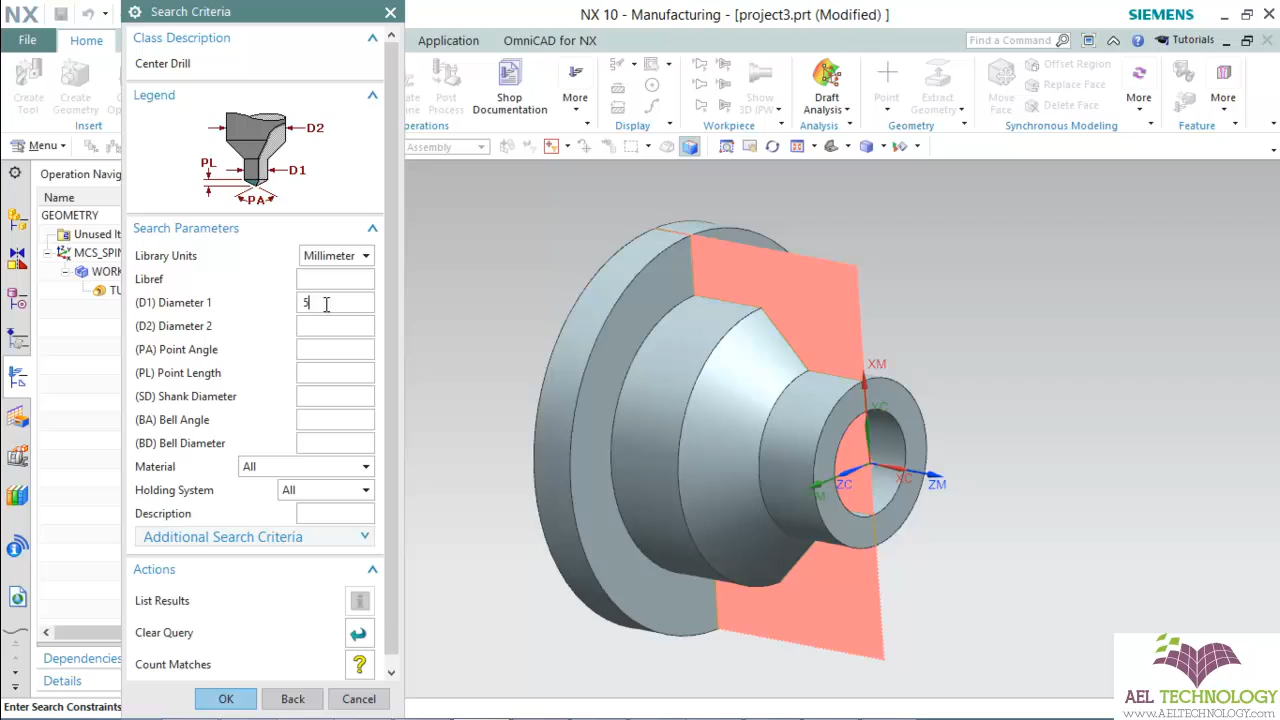 NX
Search Criteria
NX 10 - Manufacturing - [project3.prt (Modified) ]
SIEMENS
File
Home
Class Description
Application
OmniCAD for NX
Find a Command
Tutorials
Center Drill
Legend
D2
PL
D1
PA
Create
Tool
Create
Geometry
Insert
Post
Process
Shop
Documentation
More
Display
Show
3D IPW
Workpiece
Draft
Analysis
Analysis
Point
Extract
Geometry
Geometry
Move
Face
Offset Region
Replace Face
Delete Face
More
Synchronous Modeling
More
Feature
Menu
Assembly
Operation Navig
Name
GEOMETRY
Unused It
MCS_SPIN
WORK
TU
Search Parameters
Library Units
Millimeter
Libref
(D1) Diameter 1
5
(D2) Diameter 2
(PA) Point Angle
(PL) Point Length
(SD) Shank Diameter
(BA) Bell Angle
(BD) Bell Diameter
Material
All
Holding System
All
Description
Additional Search Criteria
Actions
List Results
Clear Query
Count Matches
OK
Back
Cancel
Dependencies
Details
Enter Search Constraints
XM
YC
ZC
XC
ZM
AEL TECHNOLOGY
www.AELTECHNOLOGY.com